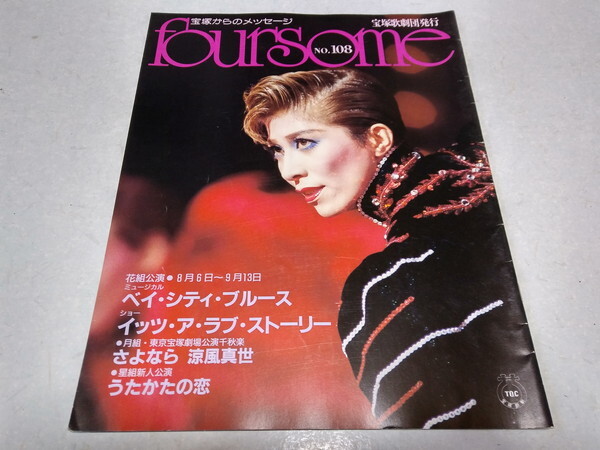 宝塚からのメッセージ
宝塚歌劇団発行
foursome
NO.108
花組公演●8月6日〜9月13日
ミュージカル
ベイ・シティ・ブルース
ショー
イッツ・ア・ラブ・ストーリー
●月組・東京宝塚劇場公演千秋楽
さよなら 涼風真世
●星組新人公演
うたかたの恋
TOC